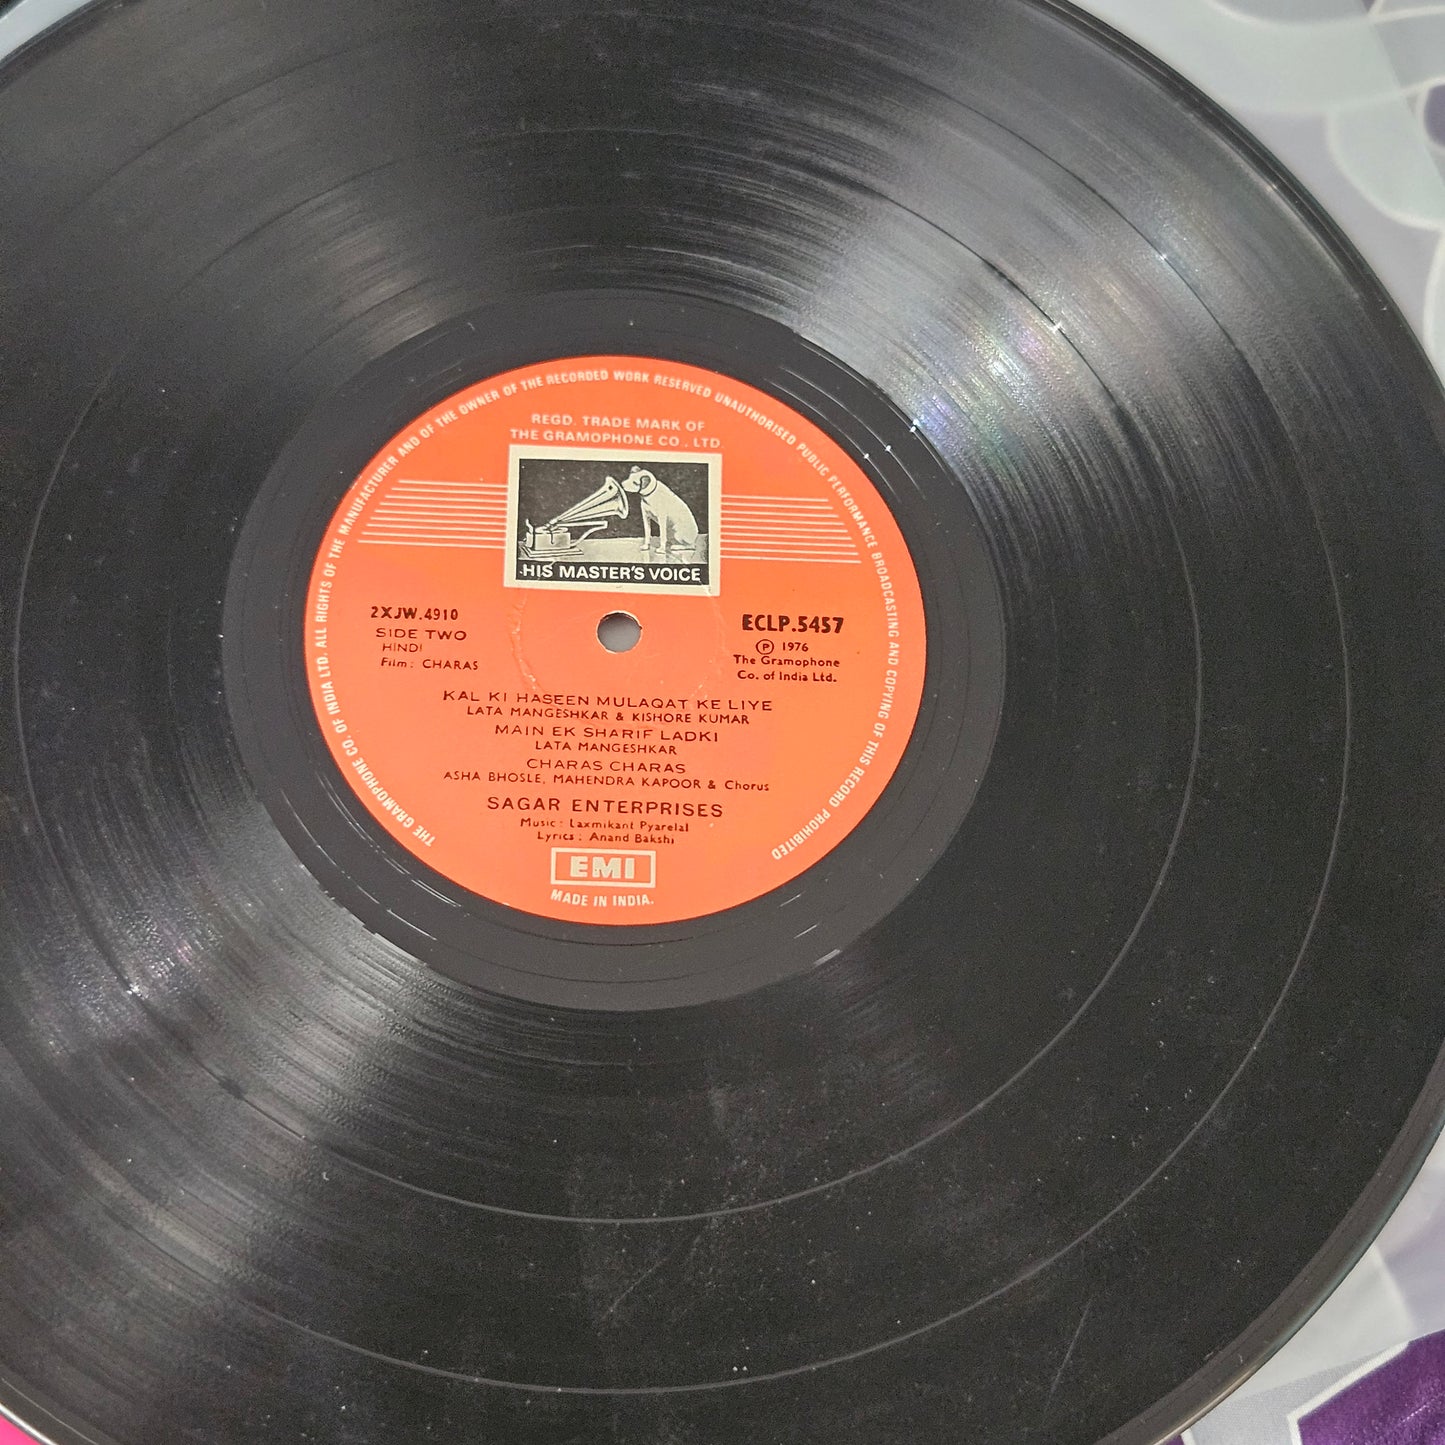 THE GRAMOPHONE CO. OF INDIA LTD. ALL RIGHTS OF THE MANUFACTURER AND OF THE OWNER OF THE RECORDED WORK RESERVED UNAUTHORISED PUBLIC PERFORMANCE BROADCASTING AND COPYING OF THIS RECORD PROHIBITED
REGD. TRADE MARK OF
THE GRAMOPHONE CO., LTD
HIS MASTER'S VOICE
2XJW.4910
SIDE TWO
HINDI
Film: CHARAS
ECLP.5457
Ⓟ 1976
The Gramophone
Co. of India Ltd.
KAL KI HASEEN MULAQAT KE LIYE
LATA MANGESHKAR & KISHORE KUMAR
MAIN EK SHARIF LADKI
LATA MANGESHKAR
CHARAS CHARAS
ASHA BHOSLE, MAHENDRA KAPOOR & Chorus
SAGAR ENTERPRISES
Music: Laxmikant Pyarelal
Lyrics: Anand Bakshi
EMI
MADE IN INDIA.